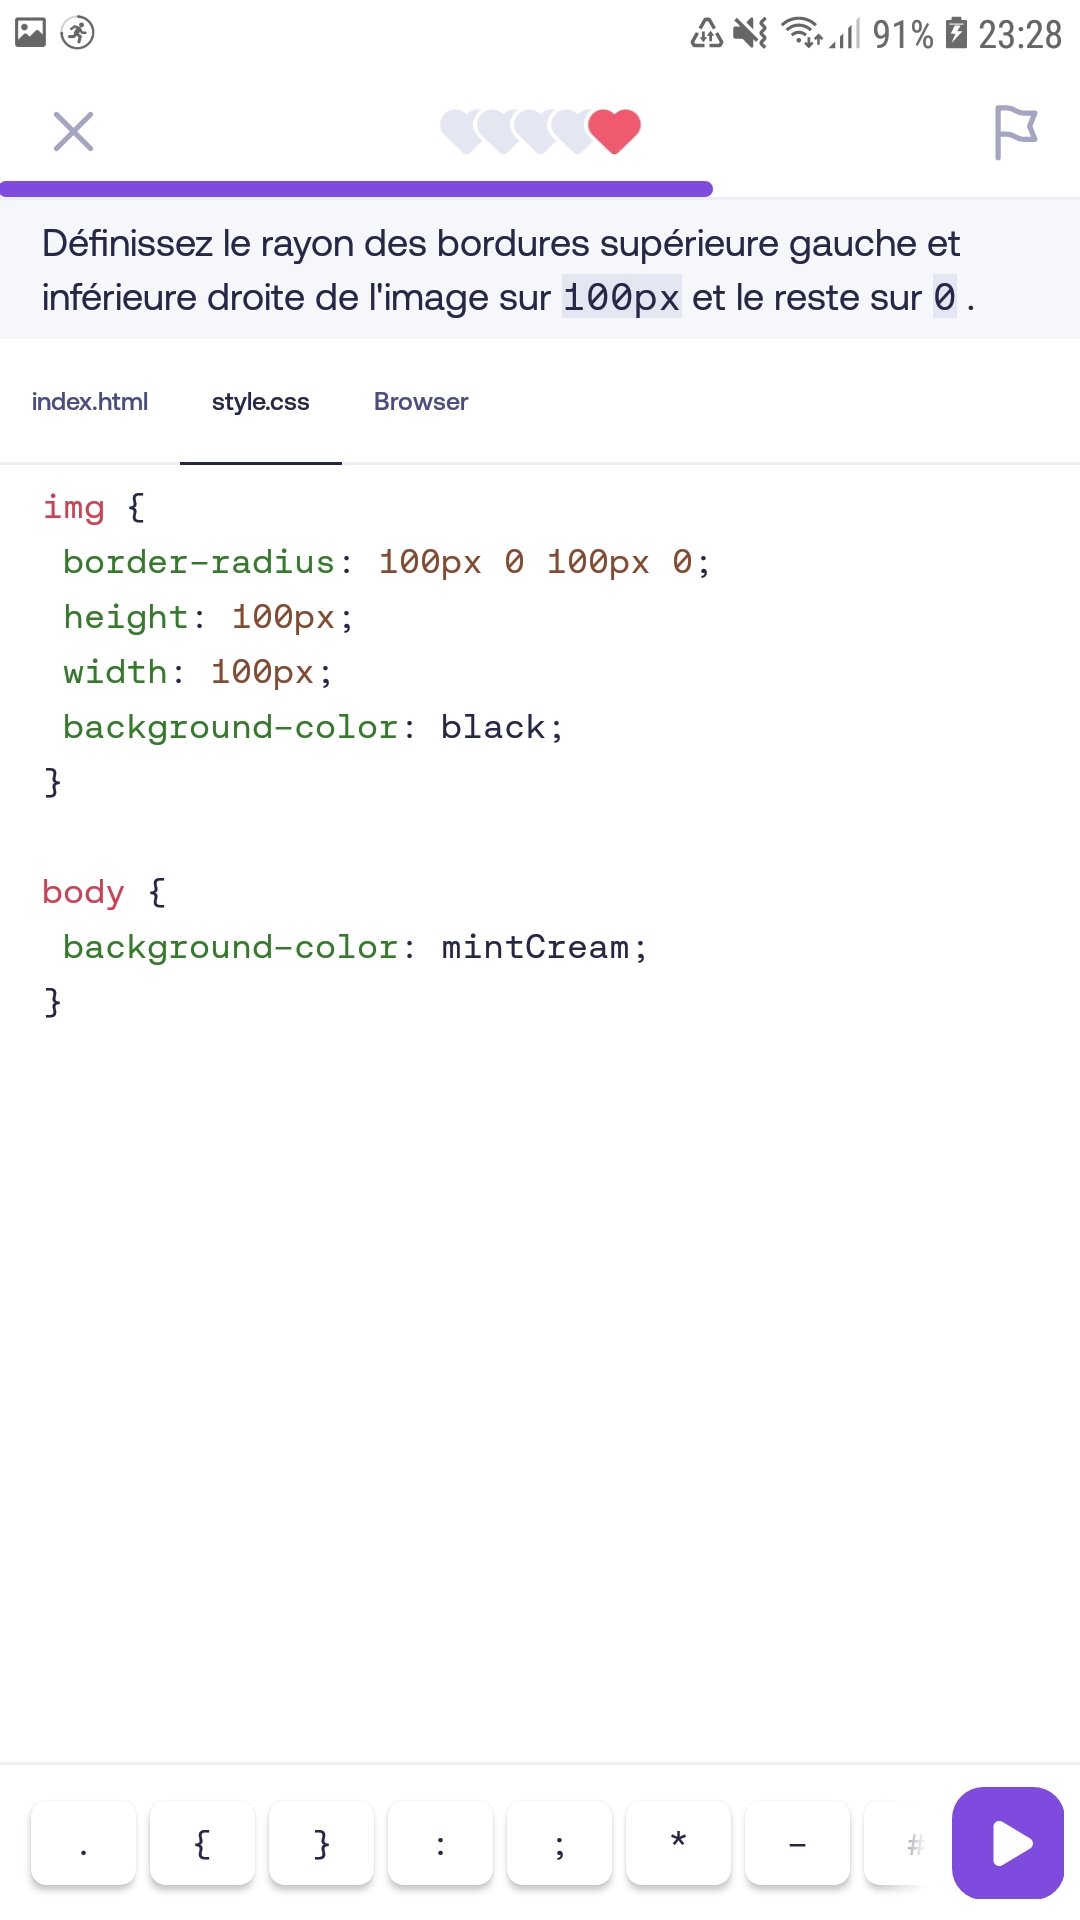 91% 23:28
Définissez le rayon des bordures supérieure gauche et
inférieure droite de l'image sur 100px et le reste sur 0 .
index.html style.css Browser
img {
border-radius: 100px 0 100px 0;
height: 100px;
width: 100px;
background-color: black;
}
body {
background-color: mintCream;
}
. { } : ; * - #